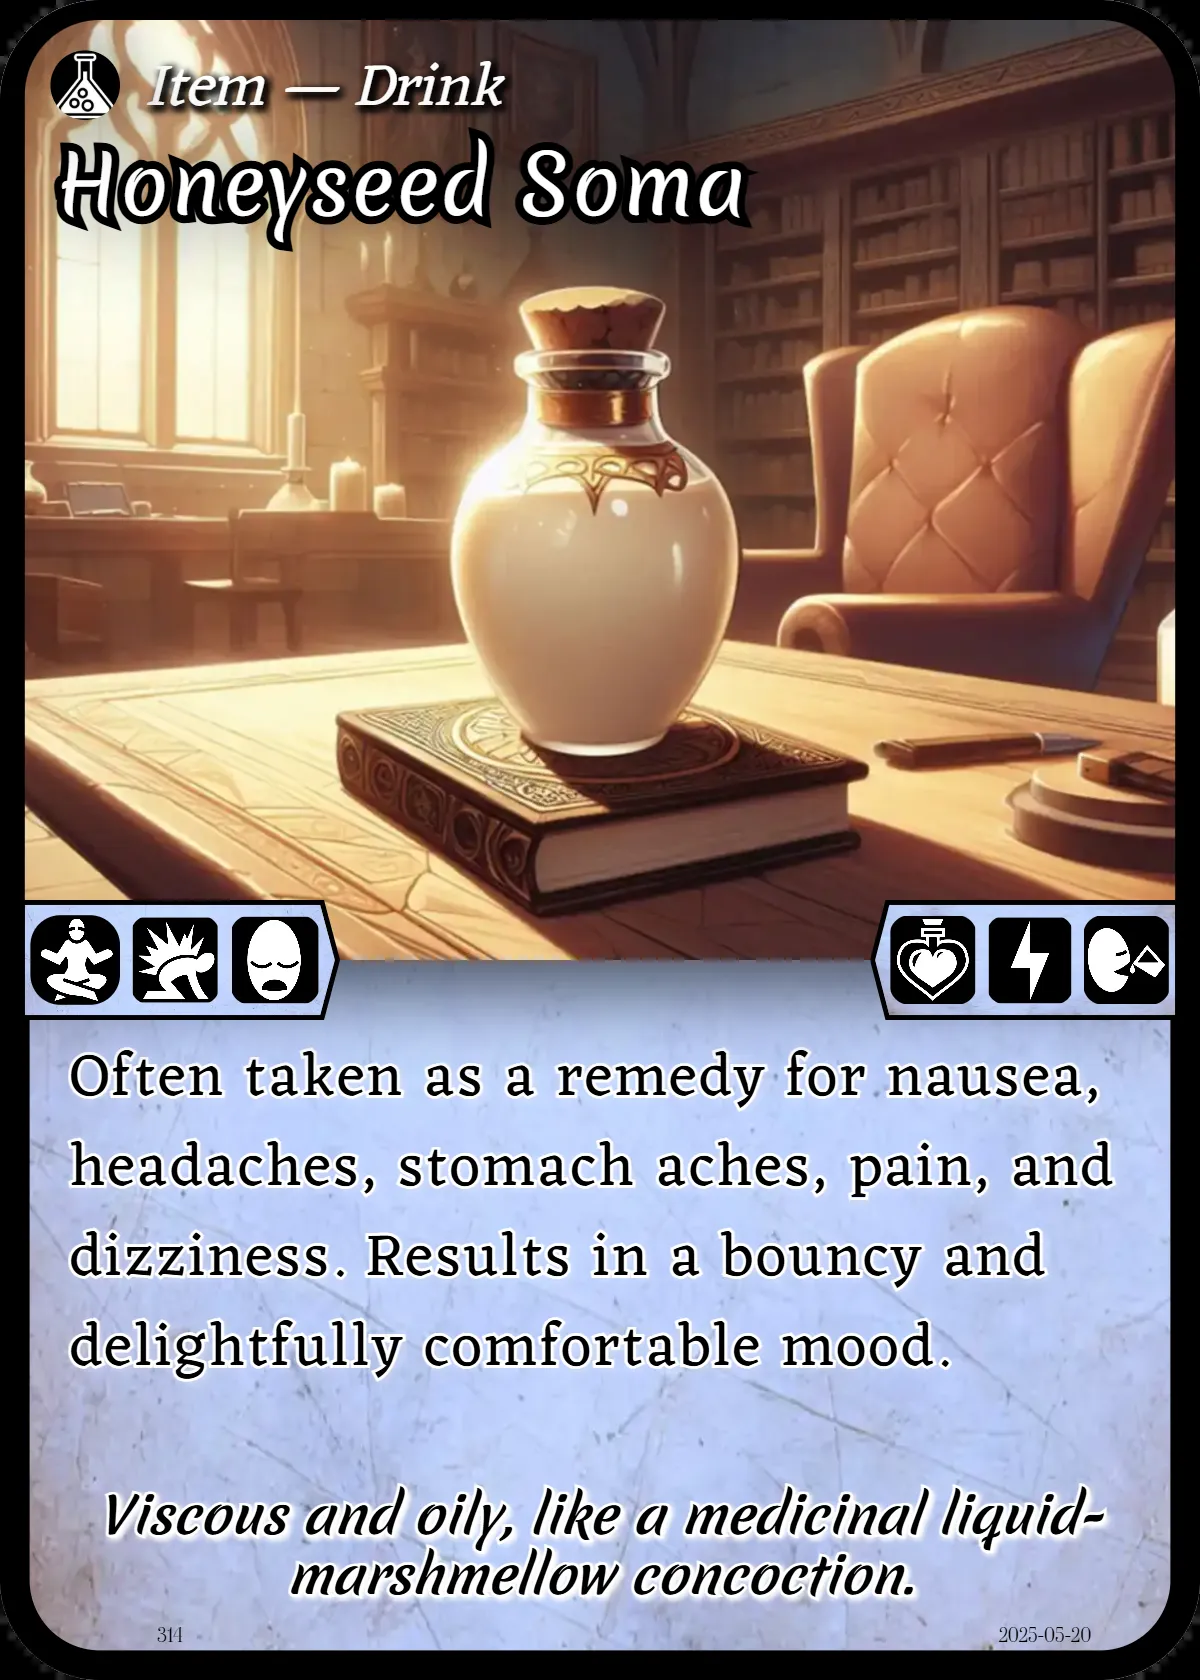 Item — Drink
Honeyseed Soma
Often taken as a remedy for nausea,
headaches, stomach aches, pain, and
dizziness. Results in a bouncy and
delightfully comfortable mood.
Viscous and oily, like a medicinal liquid-
marshmellow concoction.
314
2025-05-20